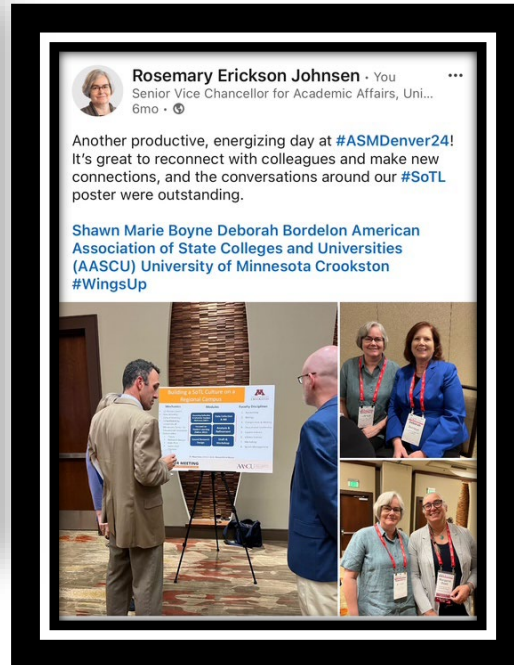 Rosemary Erickson Johnsen · You
Senior Vice Chancellor for Academic Affairs, Uni...
6mo ·
Another productive, energizing day at #ASMDenver24!
It's great to reconnect with colleagues and make new
connections, and the conversations around our #SoTL
poster were outstanding.
Shawn Marie Boyne Deborah Bordelon American
Association of State Colleges and Universities
(AASCU) University of Minnesota Crookston
#WingsUp
Building a SoTL Culture on a
Regional Campus
MEETING